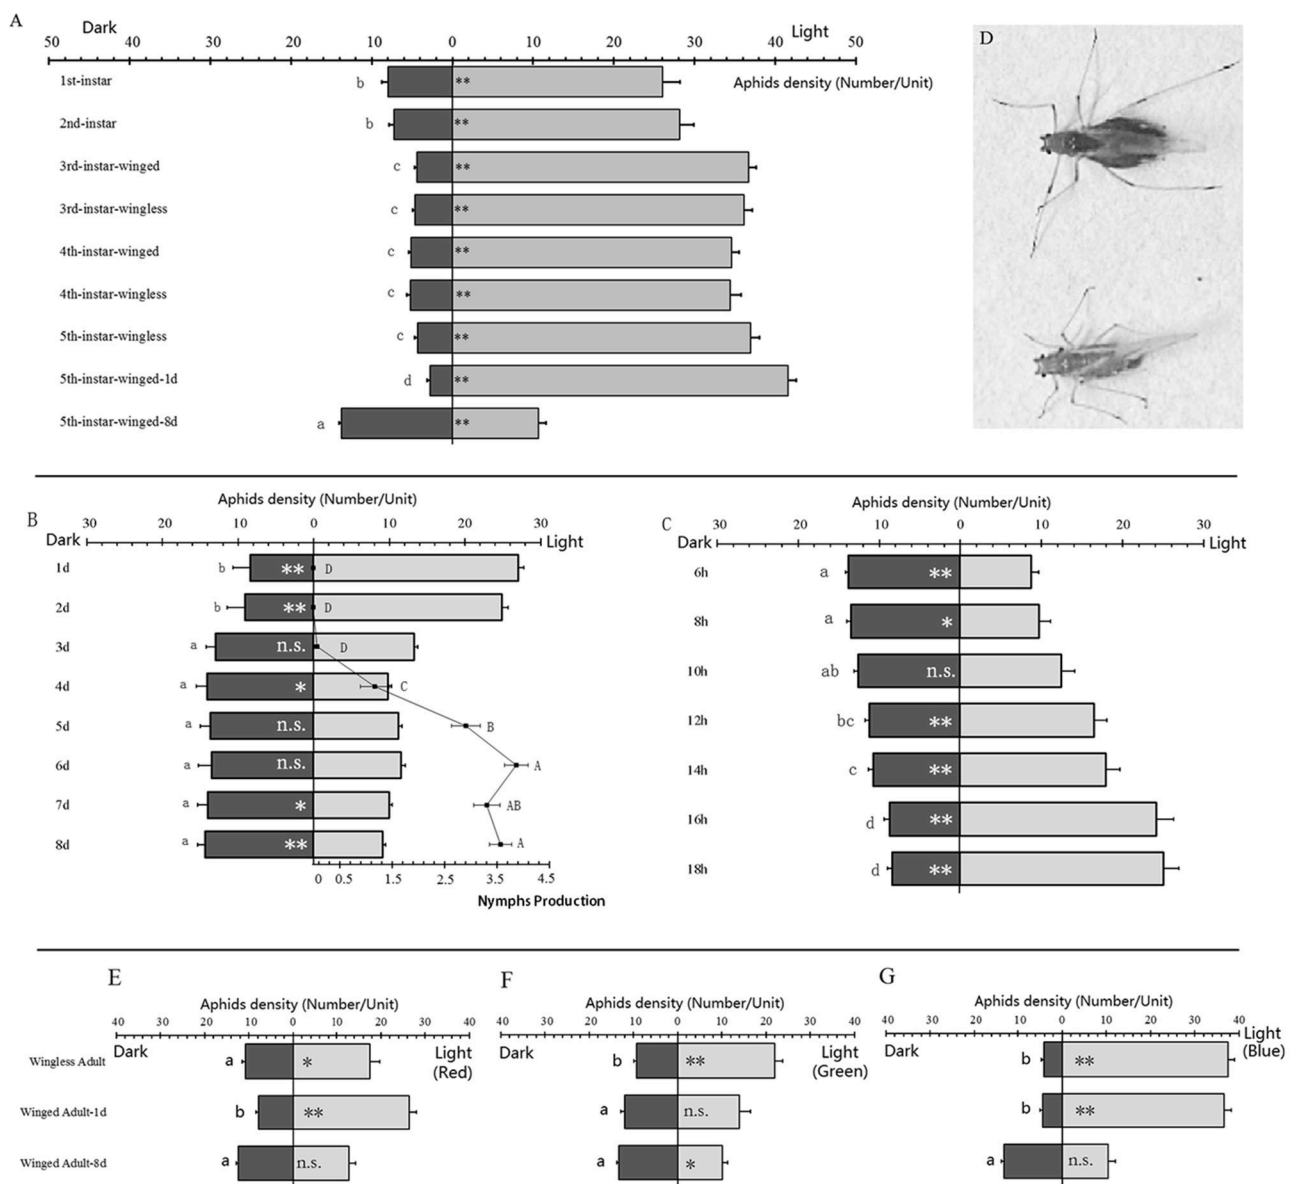 A
Dark
Light
50 40 30 20 10 0 10 20 30 40 50
Aphids density (Number/Unit)
1st-instar b **
2nd-instar b **
3rd-instar-winged c **
3rd-instar-wingless c **
4th-instar-winged c **
4th-instar-wingless c **
5th-instar-wingless c **
5th-instar-winged-1d d **
5th-instar-winged-8d a **
D
B
Aphids density (Number/Unit)
30 20 10 0 10 20 30
Dark
Light
1d b ** D
2d b ** D
3d a n.s. D
4d a * C
5d a n.s. B
6d a n.s. A
7d a * AB
8d a ** A
0 0.5 1.5 2.5 3.5 4.5
Nymphs Production
C
Aphids density (Number/Unit)
30 20 10 0 10 20 30
Dark
Light
6h a **
8h a *
10h ab n.s.
12h bc **
14h c **
16h d **
18h d **
E
Aphids density (Number/Unit)
40 30 20 10 0 10 20 30 40
Dark
Light
(Red)
Wingless Adult a *
Winged Adult-1d b **
Winged Adult-8d a n.s.
F
Aphids density (Number/Unit)
40 30 20 10 0 10 20 30 40
Dark
Light
(Green)
b **
a n.s.
a *
G
Aphids density (Number/Unit)
40 30 20 10 0 10 20 30 40
Dark
Light
(Blue)
b **
b **
a n.s.